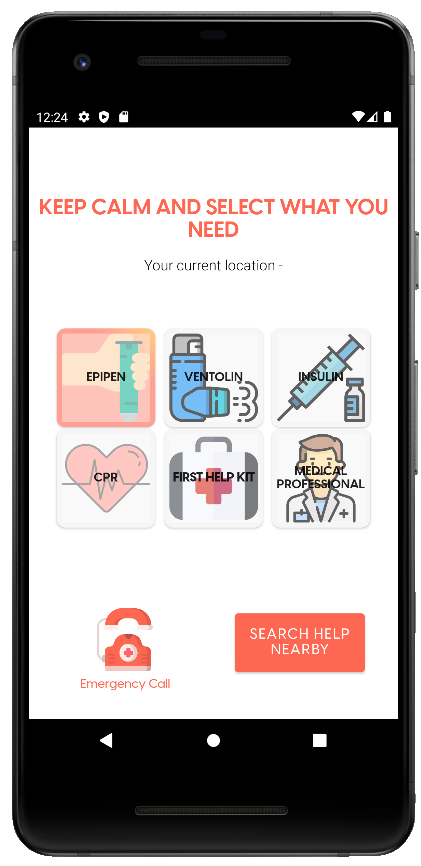 12:24
KEEP CALM AND SELECT WHAT YOU
NEED
Your current location -
EPIPEN
VENTOLIN
INSULIN
CPR
FIRST HELP KIT
MEDICAL
PROFESSIONAL
SEARCH HELP
NEARBY
Emergency Call